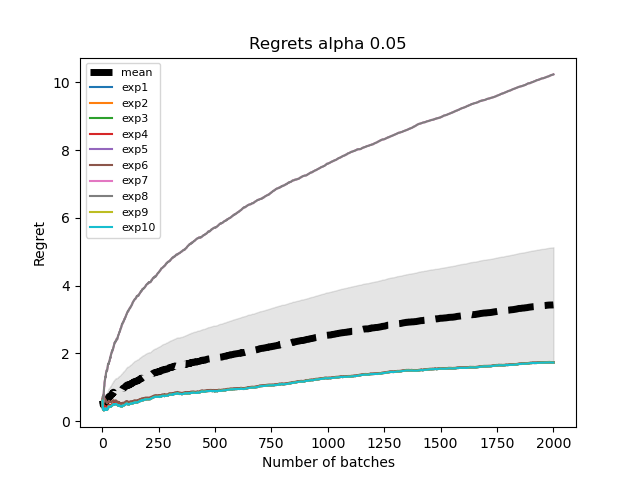 Regrets alpha 0.05
10
8
6
4
2
0
Regret
mean
exp1
exp2
exp3
exp4
exp5
exp6
exp7
exp8
exp9
exp10
0 250 500 750 1000 1250 1500 1750 2000
Number of batches